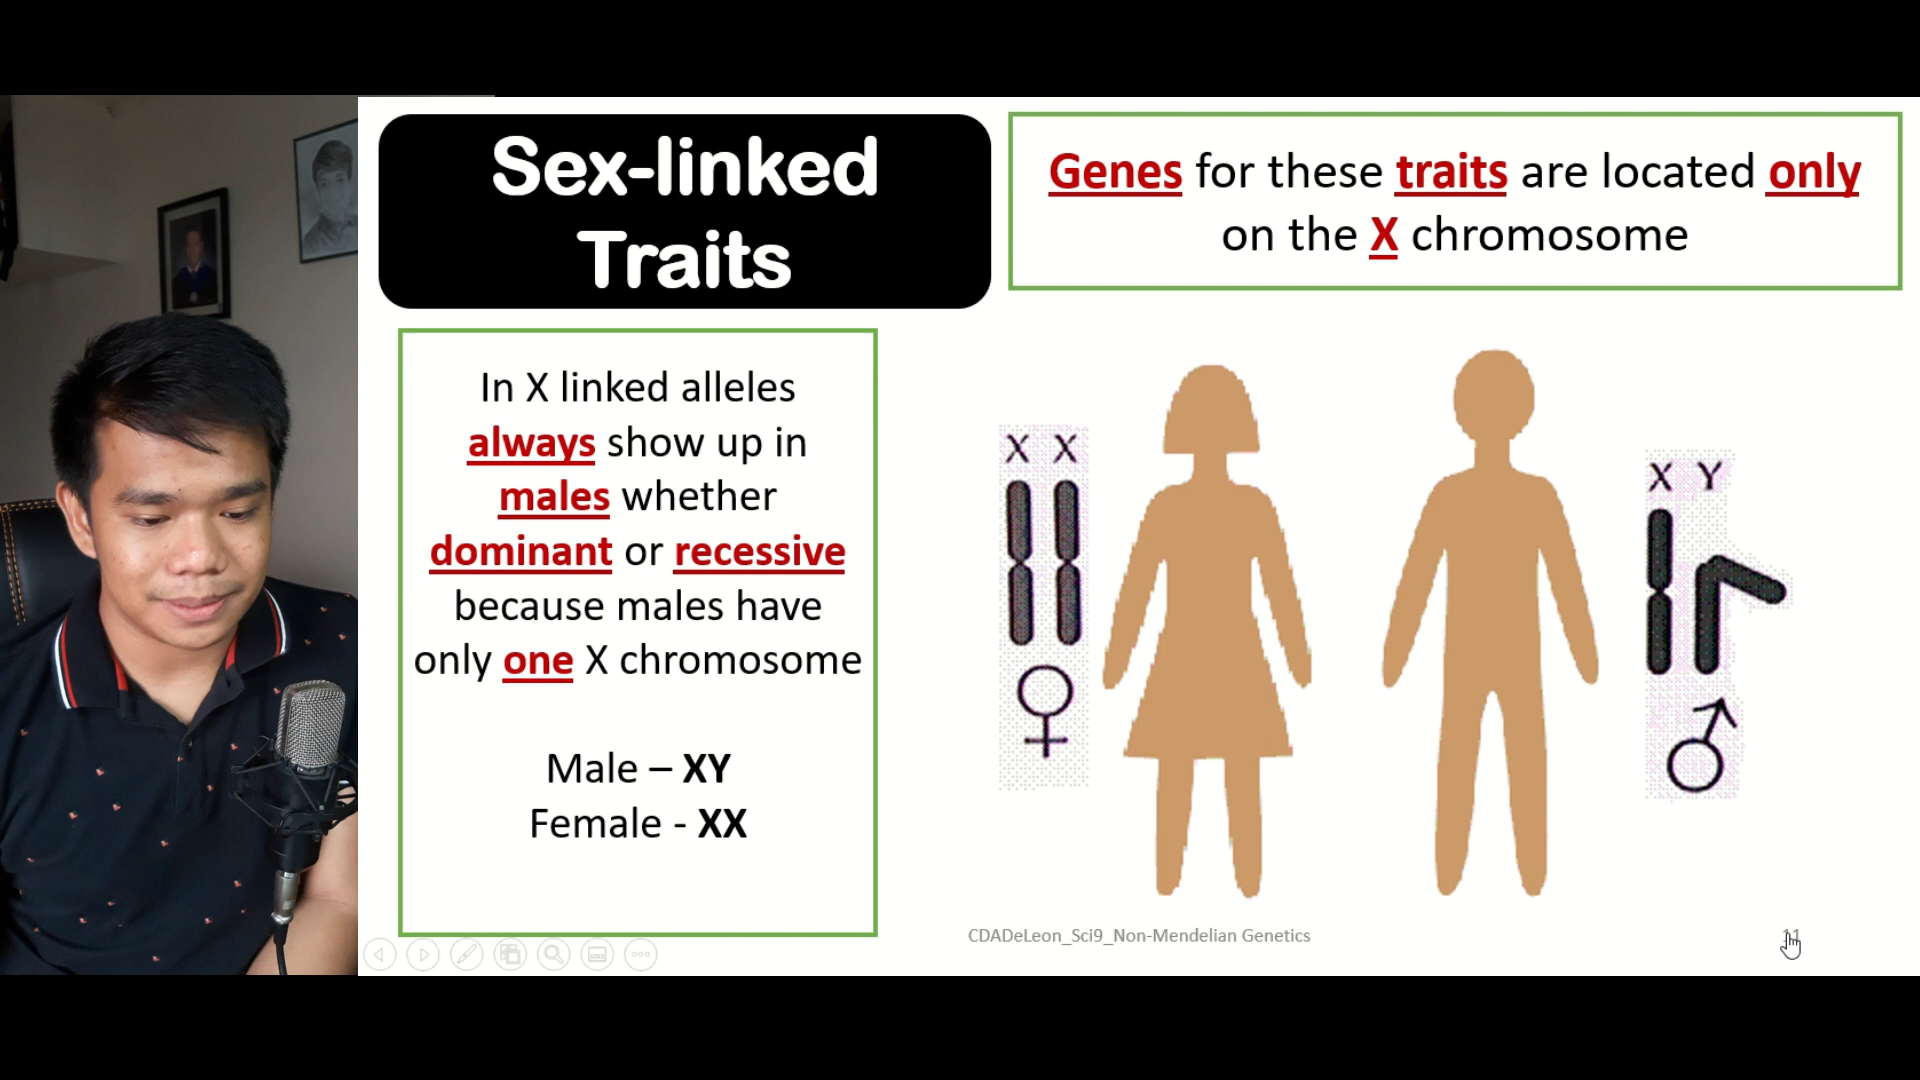 Sex-linked
Traits
Genes for these traits are located only
on the X chromosome
In X linked alleles
always show up in
males whether
dominant or recessive
because males have
only one X chromosome
Male – XY
Female - XX
X X
X Y
CDADeLeon_Sci9_Non-Mendelian Genetics
11